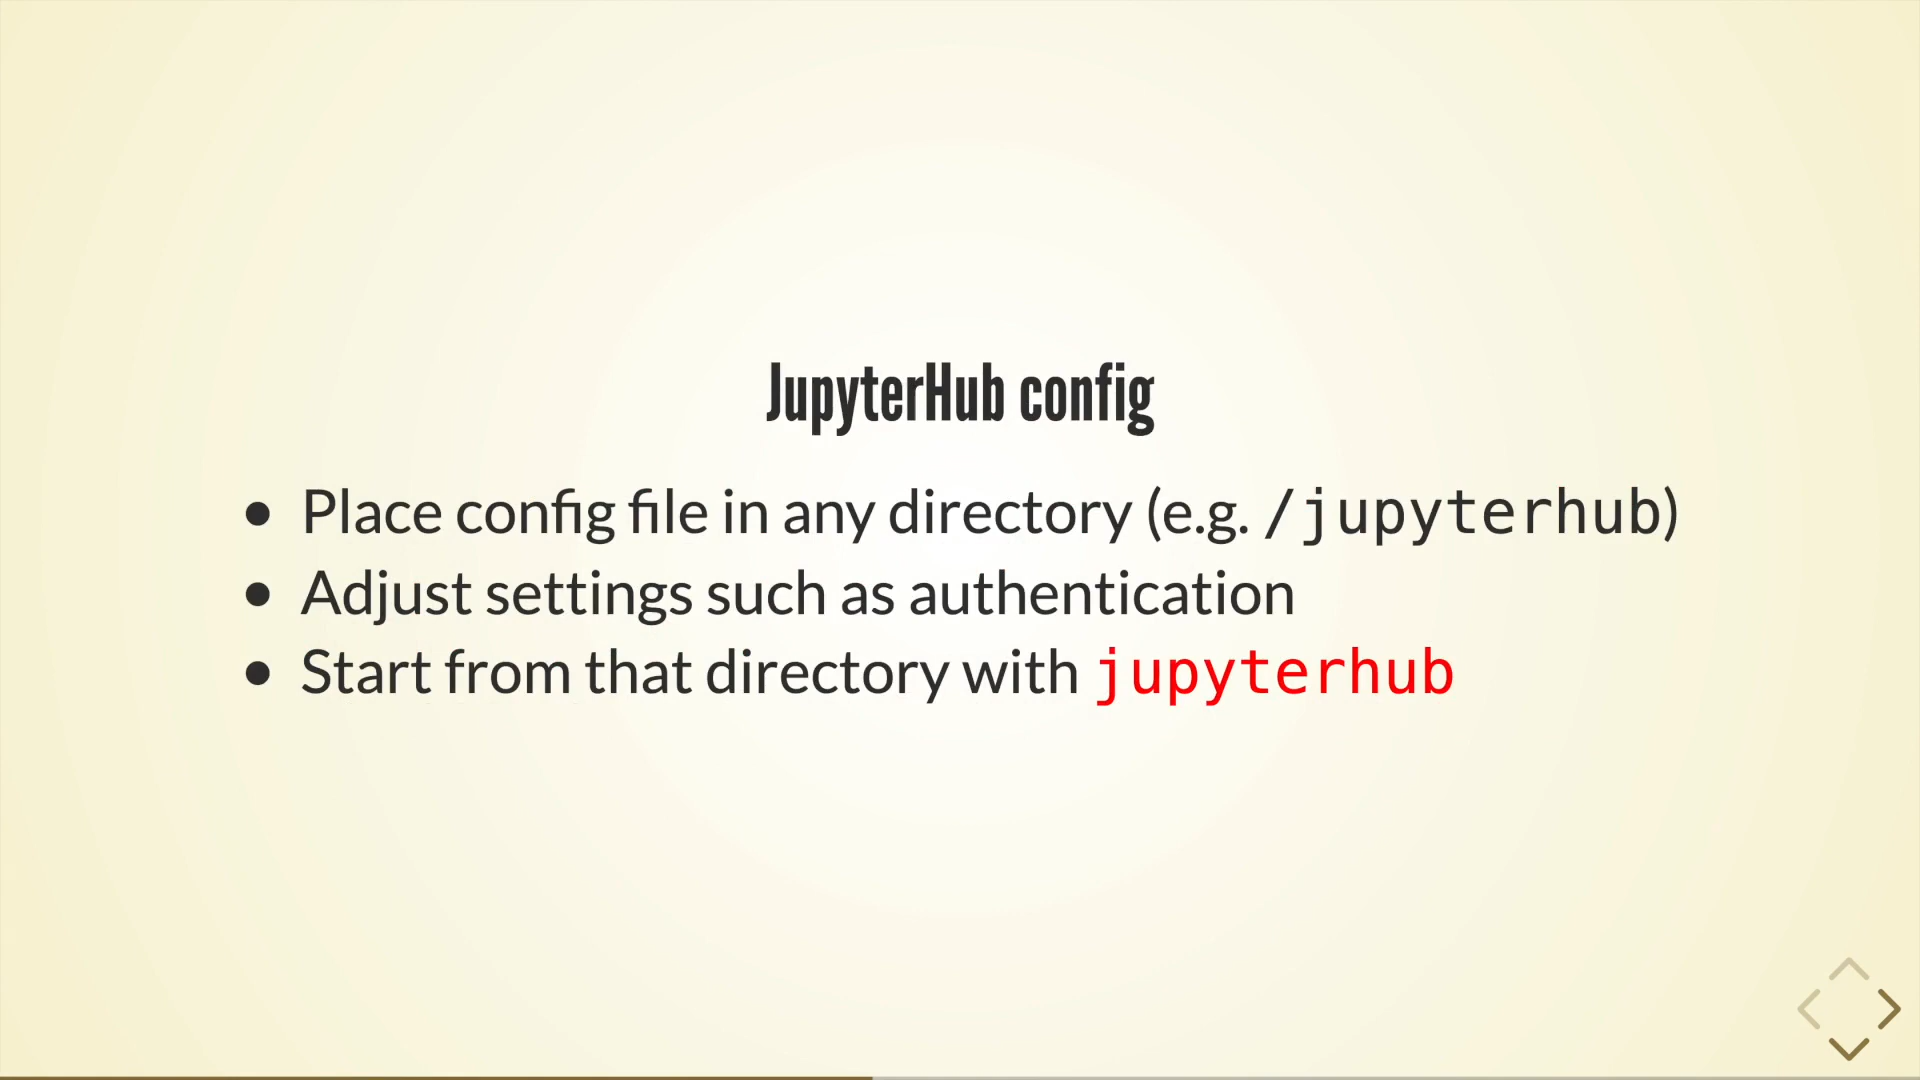 JupyterHub config
• Place config file in any directory (e.g. /jupyterhub)
• Adjust settings such as authentication
• Start from that directory with jupyterhub